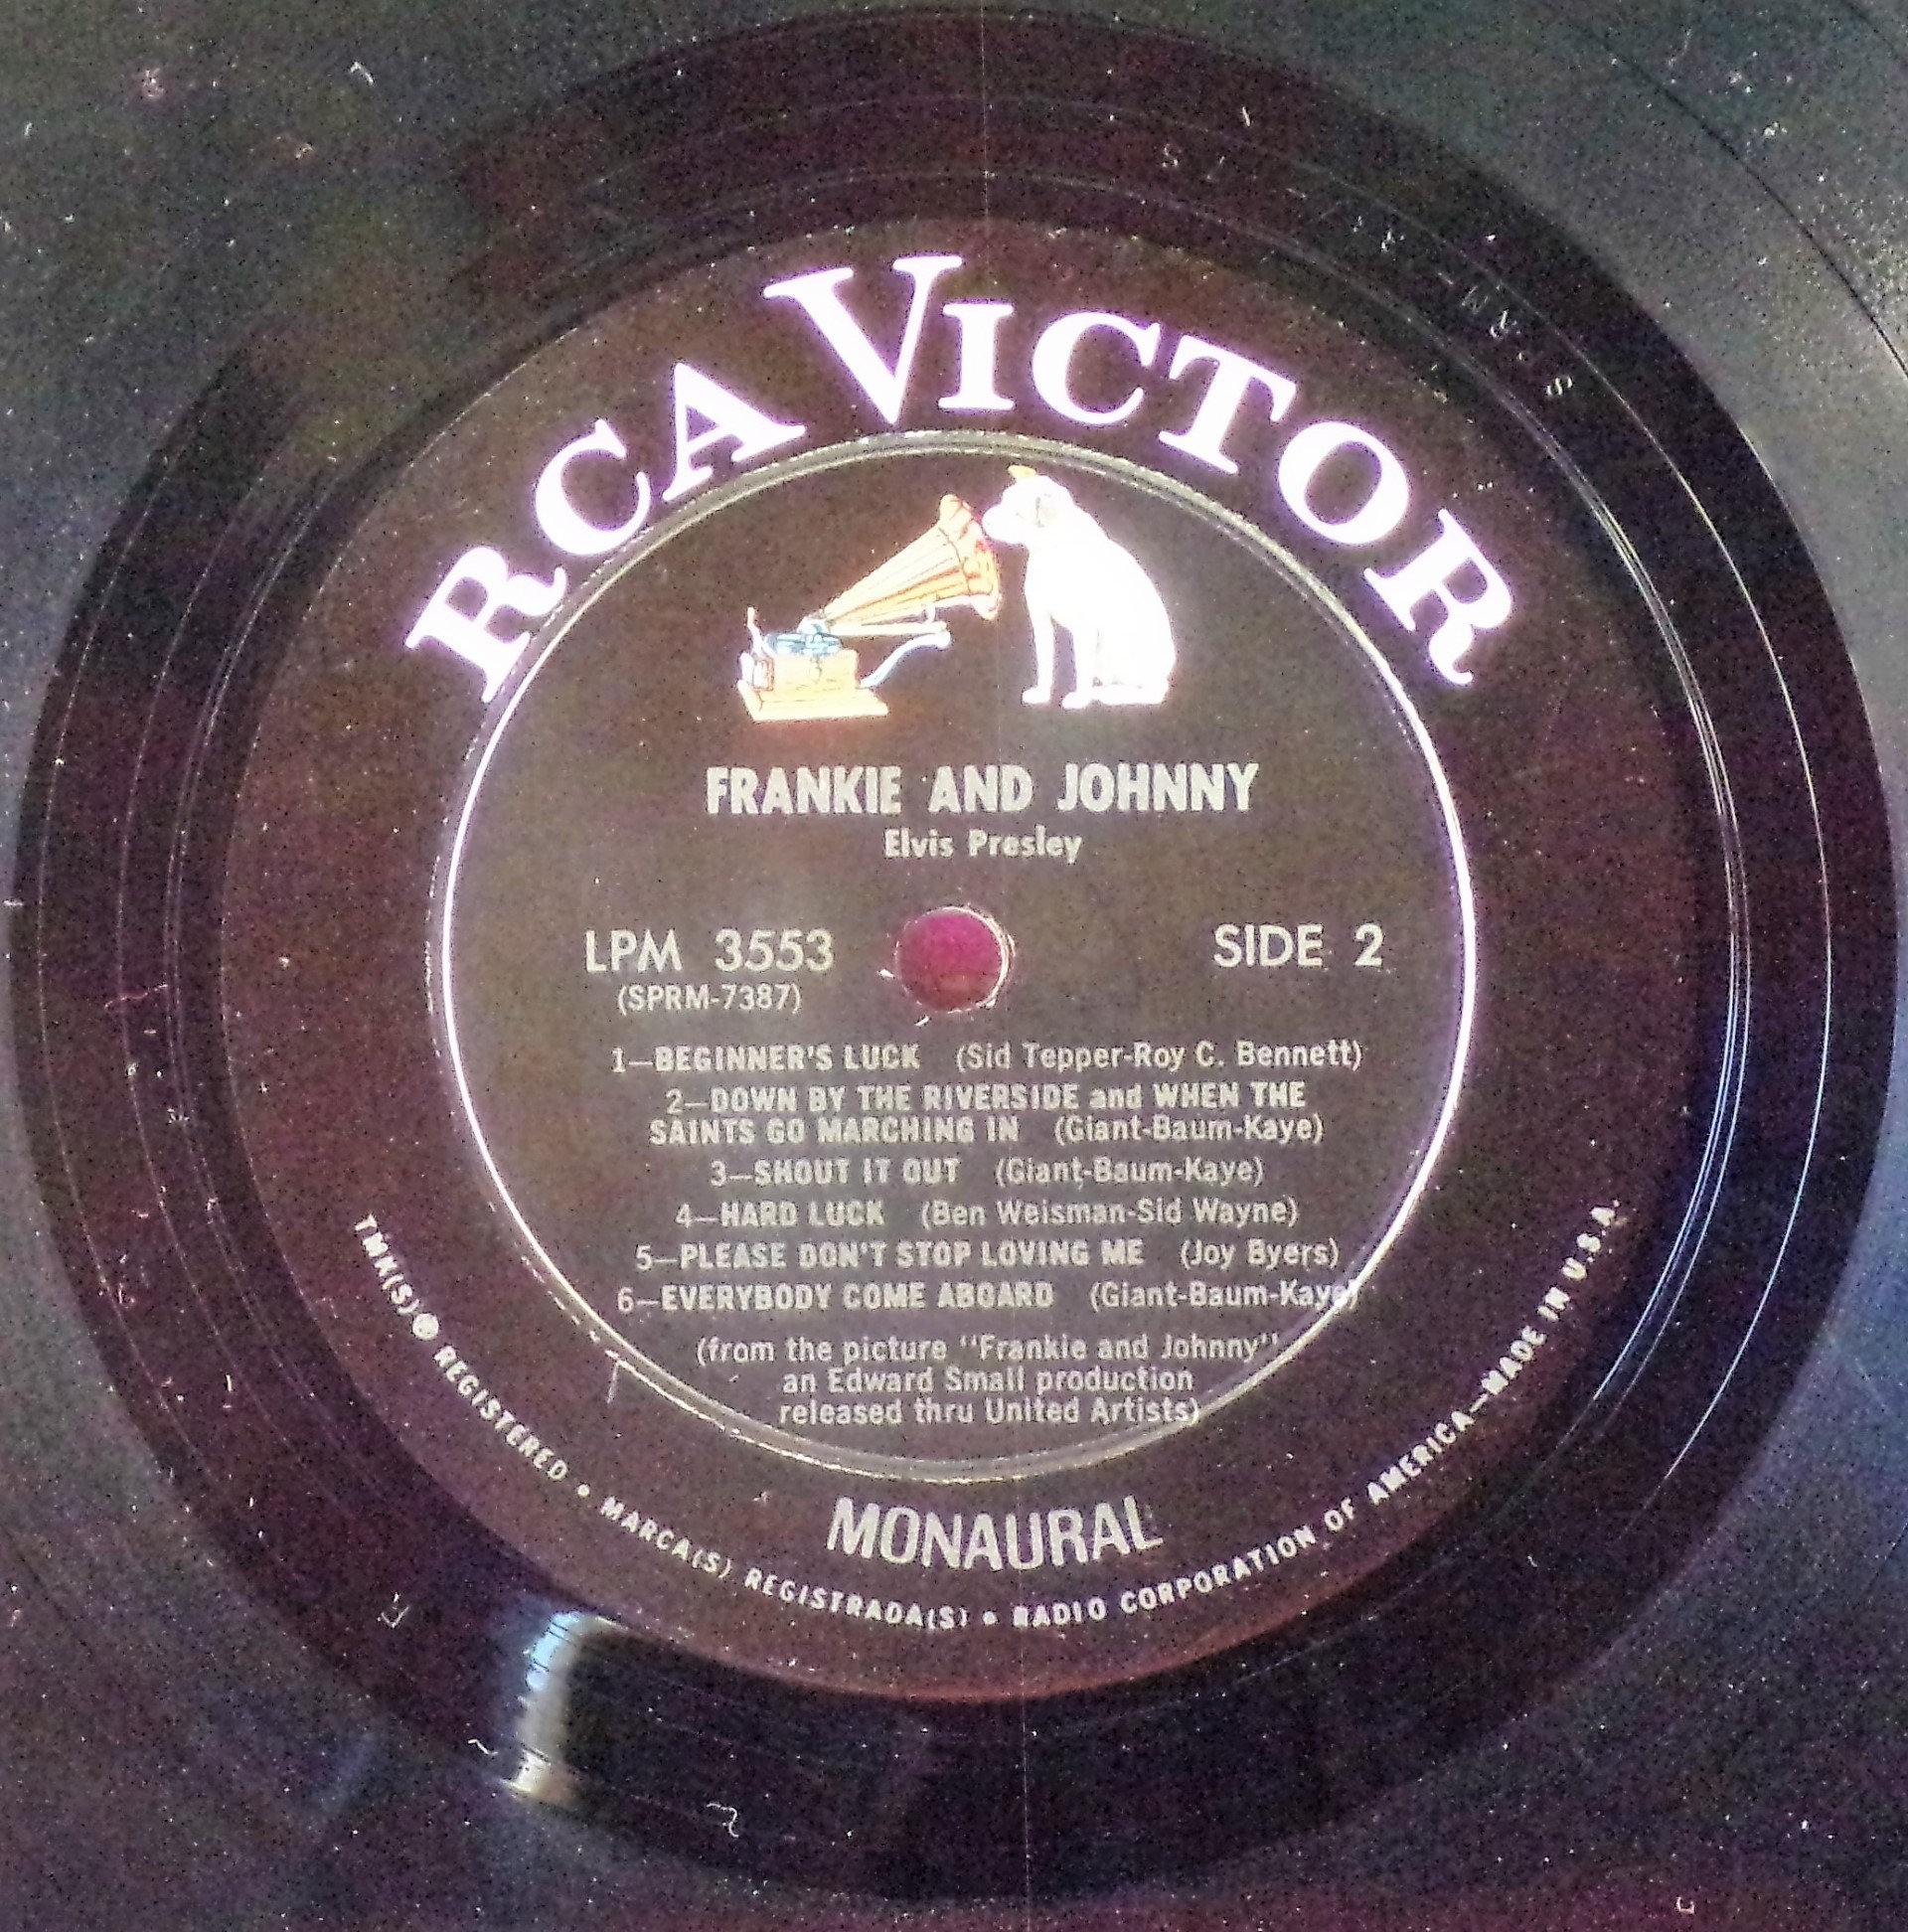 RCA VICTOR
FRANKIE AND JOHNNY
Elvis Presley
LPM 3553
SIDE 2
(SPRM-7387)
1—BEGINNER'S LUCK (Sid Tepper-Roy C. Bennett)
2—DOWN BY THE RIVERSIDE and WHEN THE
SAINTS GO MARCHING IN (Giant-Baum-Kaye)
3—SHOUT IT OUT (Giant-Baum-Kaye)
4—HARD LUCK (Ben Weisman-Sid Wayne)
5—PLEASE DON'T STOP LOVING ME (Joy Byers)
6—EVERYBODY COME ABOARD (Giant-Baum-Kaye)
(from the picture "Frankie and Johnny"
an Edward Small production
released thru United Artists)
MONAURAL
TMK(S) ® REGISTERED • MARCA(S) REGISTRADA(S) • RADIO CORPORATION OF AMERICA—MADE IN U.S.A.